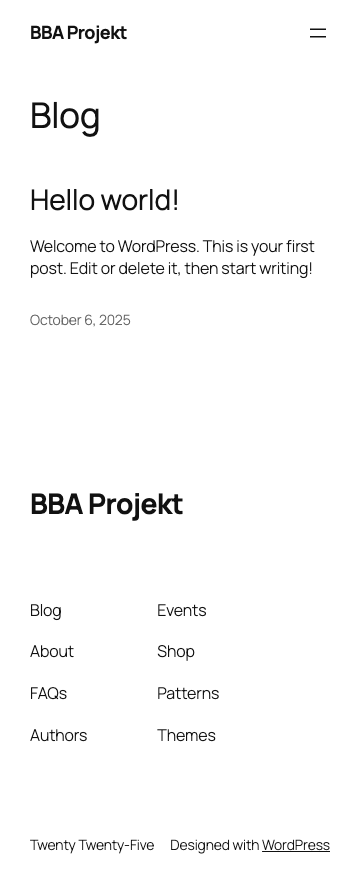 BBA Projekt
Blog
Hello world!
Welcome to WordPress. This is your first
post. Edit or delete it, then start writing!
October 6, 2025
BBA Projekt
Blog
About
FAQs
Authors
Events
Shop
Patterns
Themes
Twenty Twenty-Five
Designed with WordPress